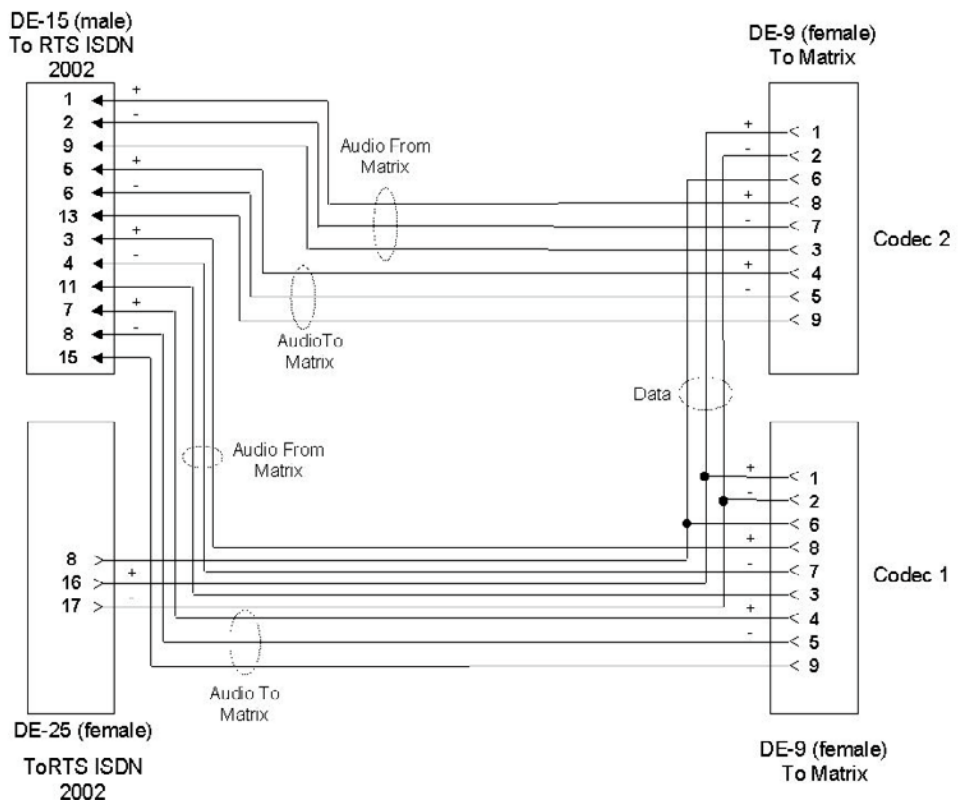 DE-15 (male)
To RTS ISDN
2002
1 +
2 -
9
5 +
6 -
13
3 +
4 -
11
7 +
8 -
15
Audio From
Matrix
AudioTo
Matrix
DE-9 (female)
To Matrix
+ 1
- 2
6
+ 8
- 7
3
+ 4
- 5
9
Codec 2
Data
Audio From
Matrix
8
16 +
17 -
Audio To
Matrix
DE-25 (female)
ToRTS ISDN
2002
+ 1
- 2
6
+ 8
- 7
3
+ 4
- 5
9
Codec 1
DE-9 (female)
To Matrix